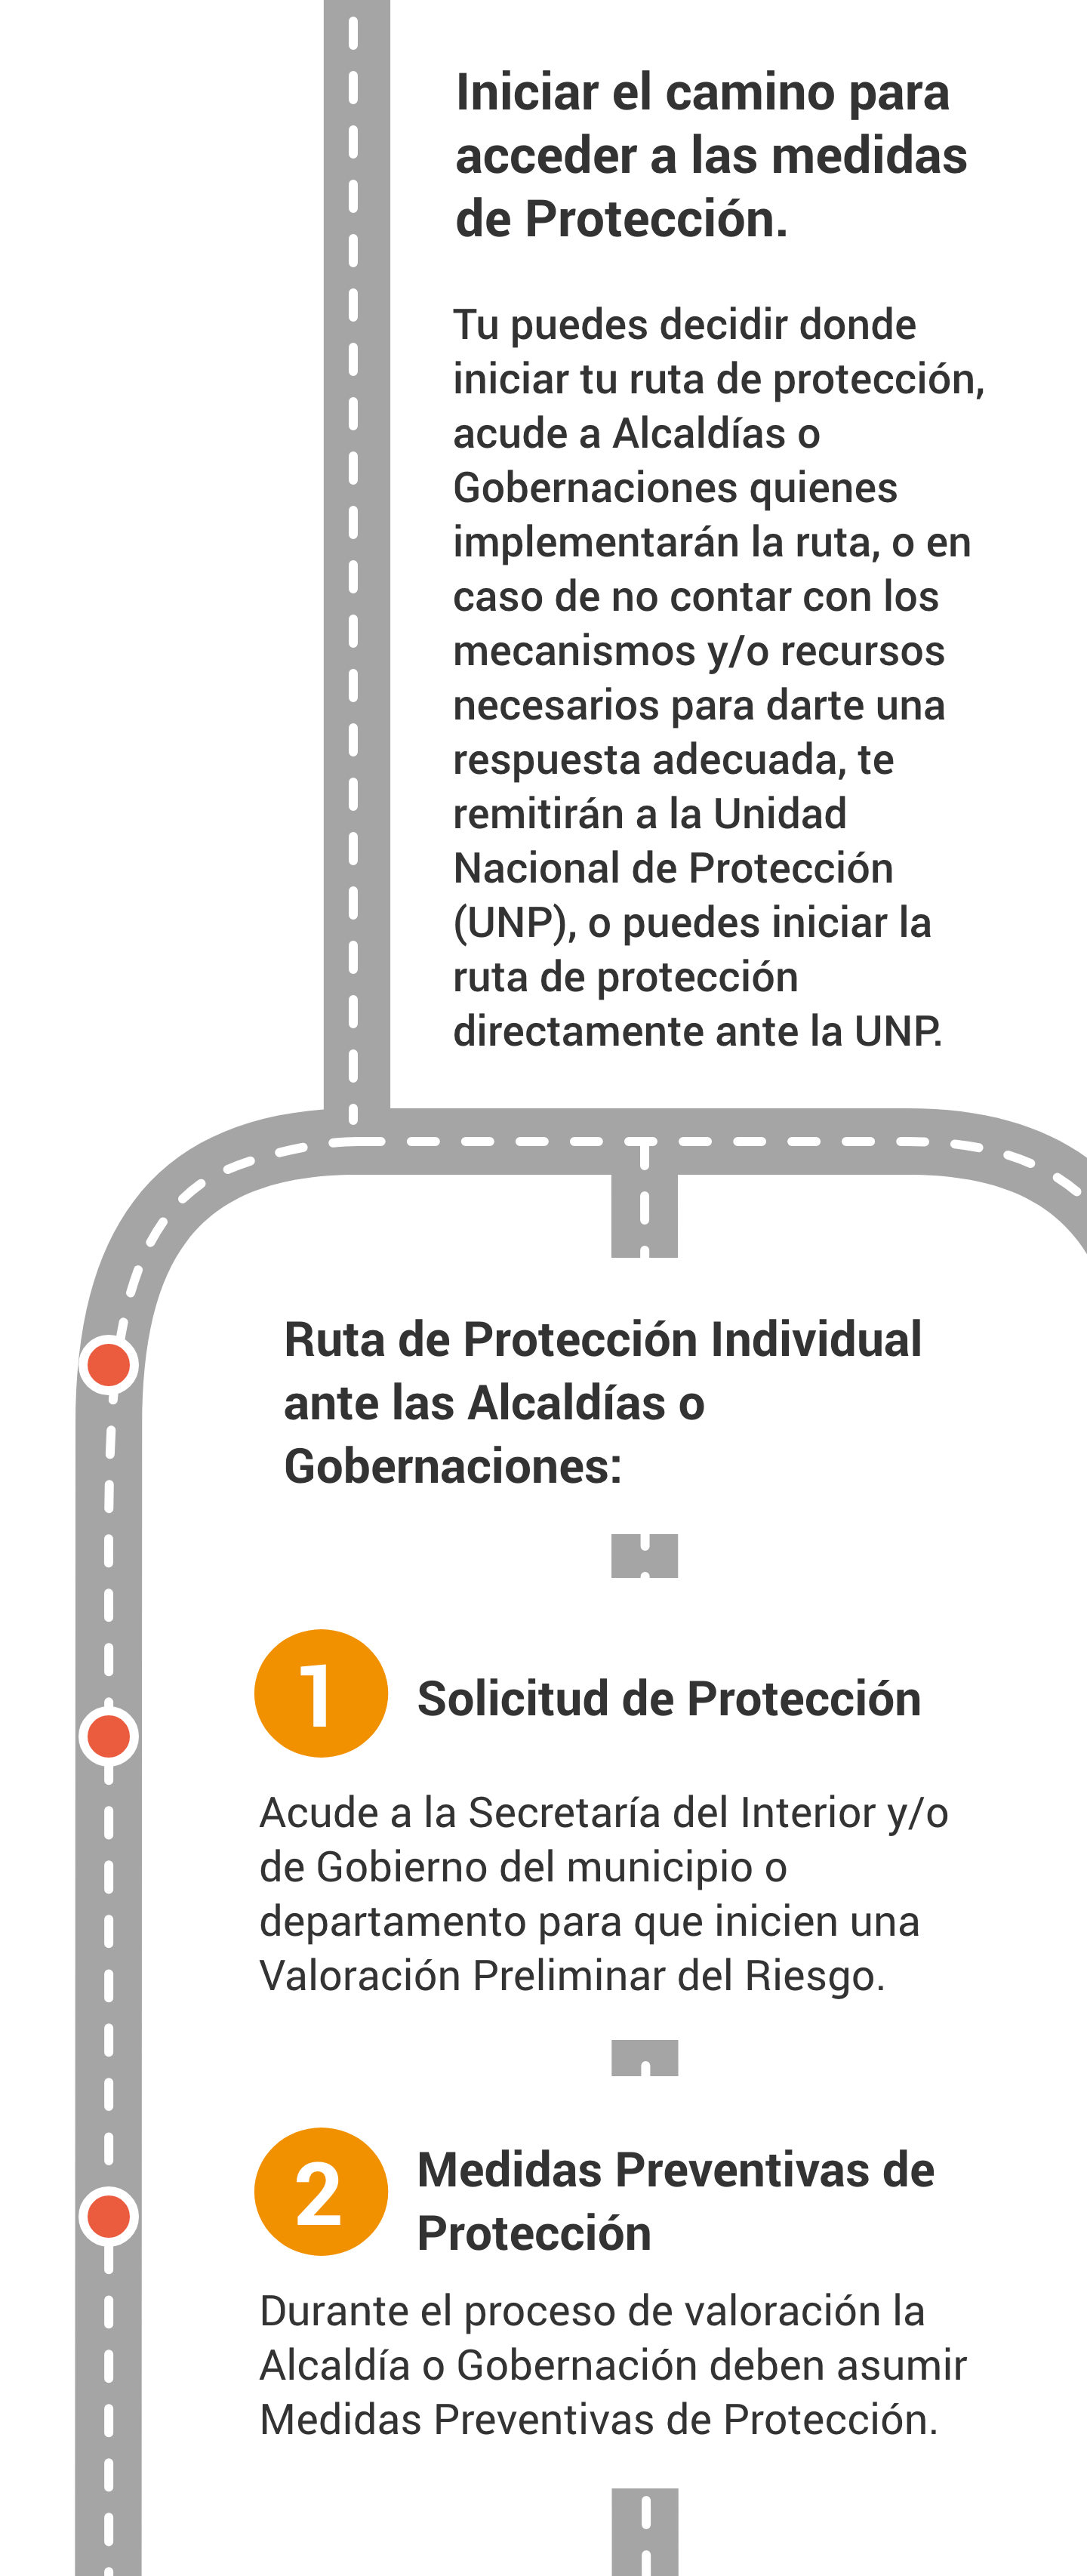 Iniciar el camino para
acceder a las medidas
de Protección.
Tu puedes decidir donde
iniciar tu ruta de protección,
acude a Alcaldías o
Gobernaciones quienes
implementarán la ruta, o en
caso de no contar con los
mecanismos y/o recursos
necesarios para darte una
respuesta adecuada, te
remitirán a la Unidad
Nacional de Protección
(UNP), o puedes iniciar la
ruta de protección
directamente ante la UNP.
Ruta de Protección Individual
ante las Alcaldías o
Gobernaciones:
1 Solicitud de Protección
Acude a la Secretaría del Interior y/o
de Gobierno del municipio o
departamento para que inicien una
Valoración Preliminar del Riesgo.
2 Medidas Preventivas de
Protección
Durante el proceso de valoración la
Alcaldía o Gobernación deben asumir
Medidas Preventivas de Protección.